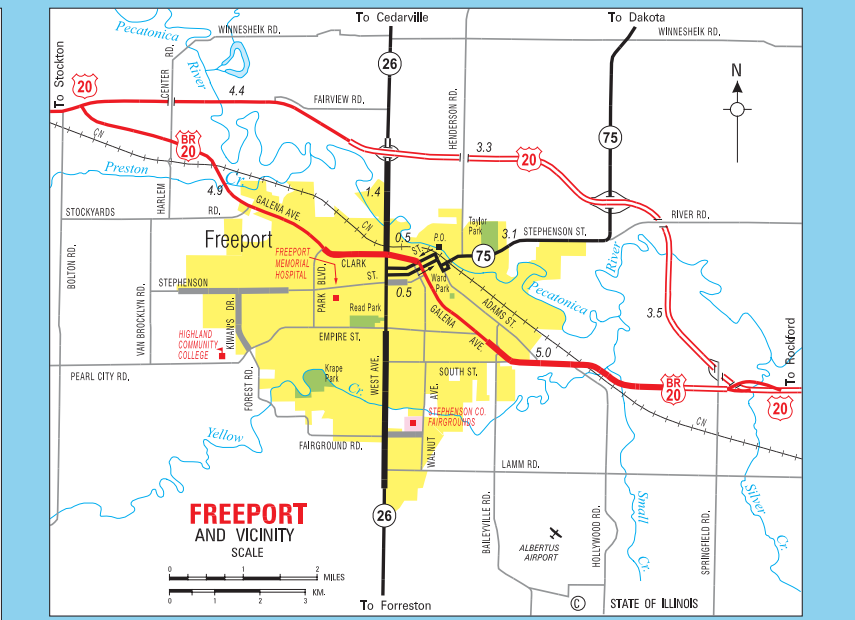 To Cedarville
To Dakota
Pecatonica
River
WINNESHEIK RD.
WINNESHEIK RD.
To Stockton
CENTER RD.
26
N
20
4.4
FAIRVIEW RD.
HENDERSON RD.
75
CN
BR 20
3.3
20
Preston
Cr.
4.9
1.4
HARLEM
STOCKYARDS RD.
GALENA AVE.
CN
0.5
P.O.
Taylor Park
3.1
STEPHENSON ST.
RIVER RD.
Freeport
FREEPORT
MEMORIAL
HOSPITAL
CLARK ST.
ST.
75
River
BOLTON RD.
STEPHENSON
PARK BLVD.
0.5
Ward Park
Pecatonica
VAN BROCKLYN RD.
KIWANIS DR.
Read Park
GALENA AVE.
ADAMS ST.
3.5
HIGHLAND
COMMUNITY
COLLEGE
EMPIRE ST.
5.0
To Rockford
PEARL CITY RD.
FOREST RD.
Krape Park
WEST AVE.
SOUTH ST.
BR 20
20
Cr.
STEPHENSON CO.
FAIRGROUNDS
CN
Yellow
FAIRGROUND RD.
WALNUT AVE.
LAMM RD.
FREEPORT
AND VICINITY
SCALE
0 1 2 MILES
0 1 2 3 KM.
26
BAILEYVILLE RD.
ALBERTUS
AIRPORT
HOLLYWOOD RD.
Small
Cr.
SPRINGFIELD RD.
Silver
Cr.
To Forreston
© STATE OF ILLINOIS